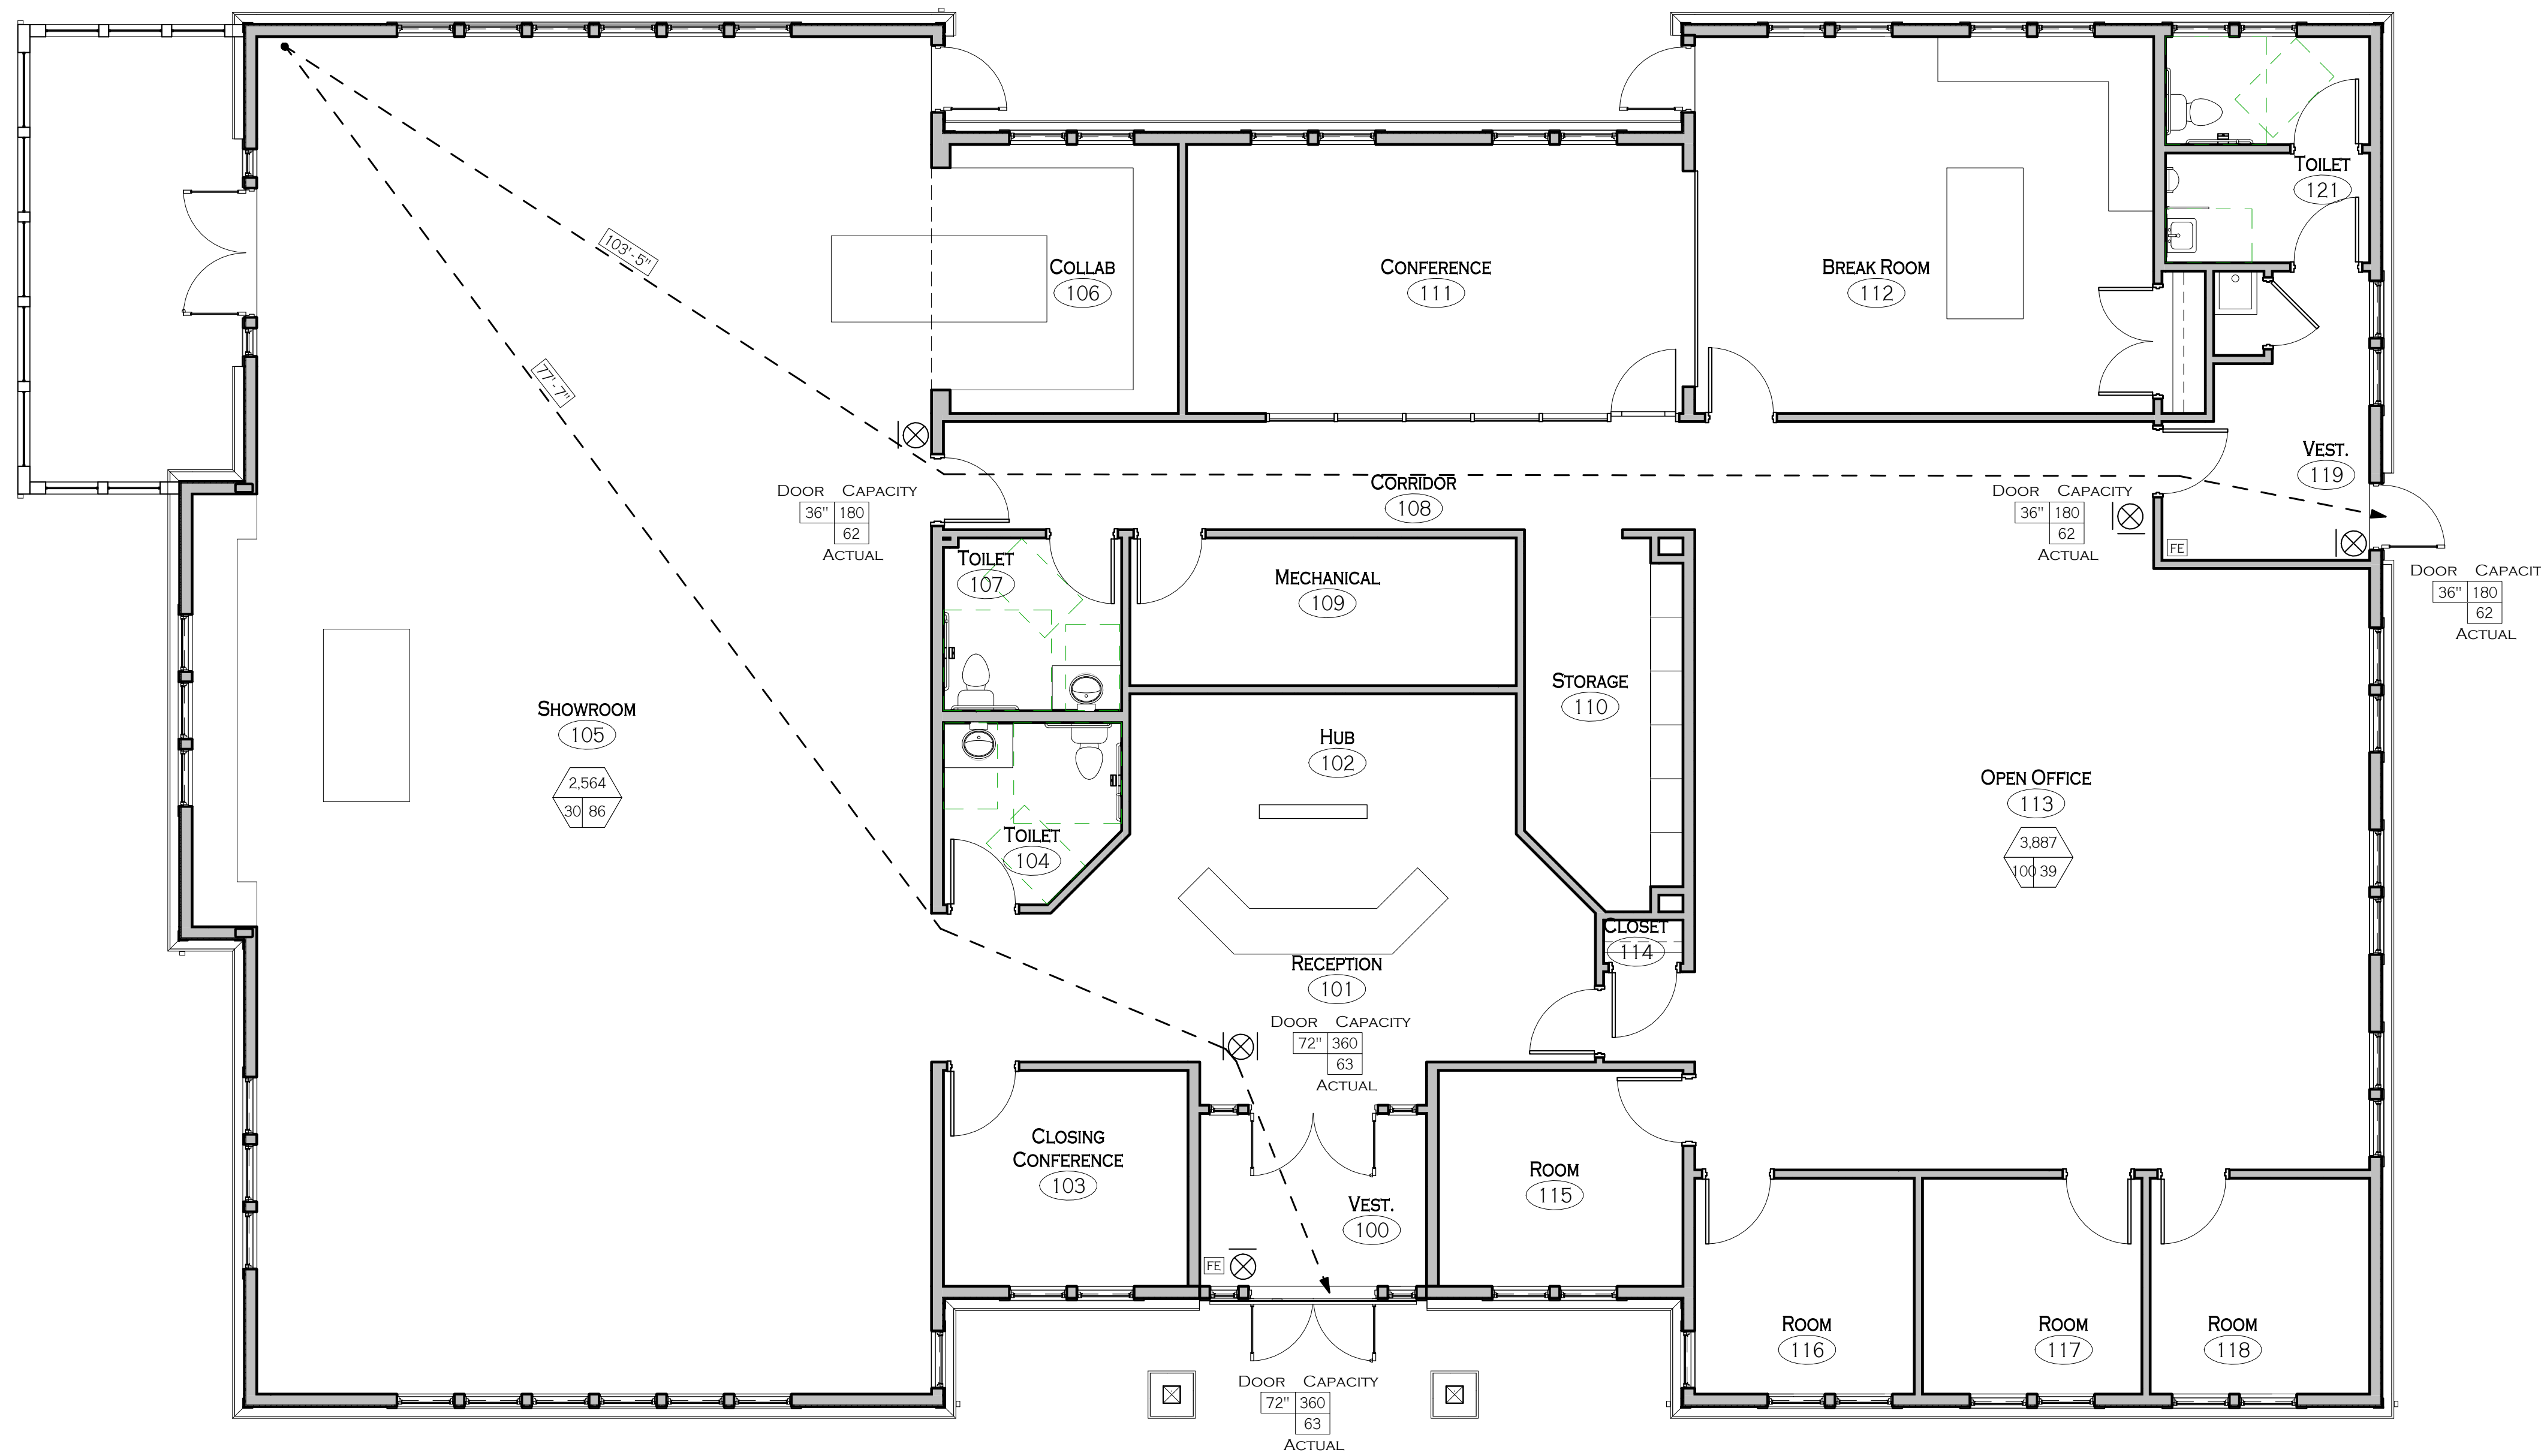 TOILET
121
103'-5"
COLLAB
106
CONFERENCE
111
BREAK ROOM
112
77'-7"
VEST.
119
CORRIDOR
108
DOOR CAPACITY
36" 180
62
ACTUAL
DOOR CAPACITY
36" 180
62
ACTUAL
FE
DOOR CAPACIT
36" 180
62
ACTUAL
TOILET
107
MECHANICAL
109
STORAGE
110
SHOWROOM
105
2,564
30 86
HUB
102
OPEN OFFICE
113
3,887
100 39
TOILET
104
CLOSET
114
RECEPTION
101
DOOR CAPACITY
72" 360
63
ACTUAL
CLOSING
CONFERENCE
103
ROOM
115
VEST.
100
FE
ROOM
116
ROOM
117
ROOM
118
DOOR CAPACITY
72" 360
63
ACTUAL